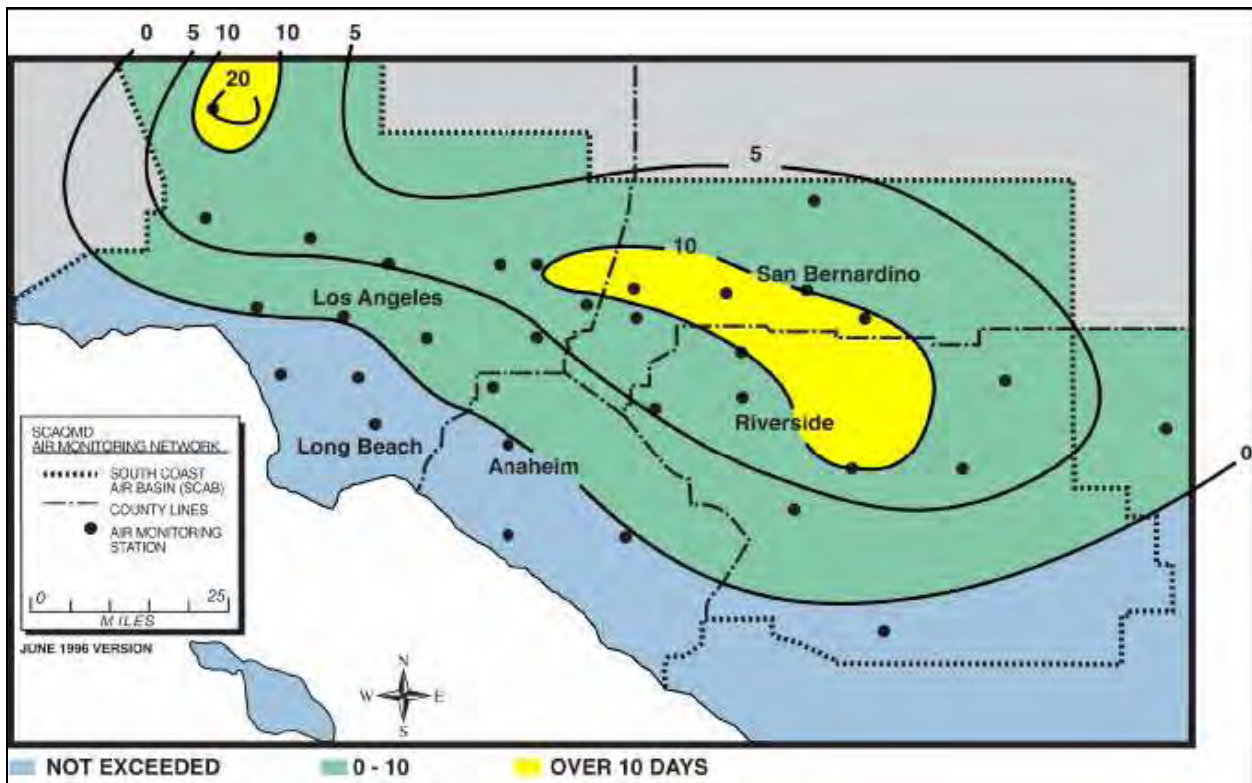 0 5 10 10 5
20
5
10
San Bernardino
Los Angeles
Riverside
Long Beach
Anaheim
0
SCAQMD
AIR MONITORING NETWORK
SOUTH COAST
AIR BASIN (SCAB)
COUNTY LINES
AIR MONITORING
STATION
0 25
MILES
JUNE 1996 VERSION
N
W E
S
NOT EXCEEDED 0 - 10 OVER 10 DAYS